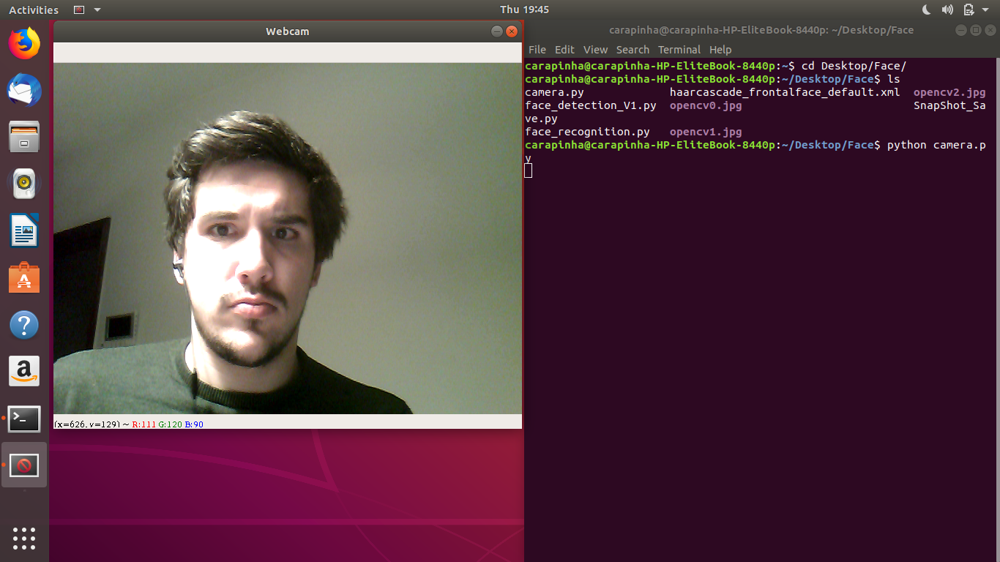 Activities
Thu 19:45
Webcam
(x=626, y=129) ~ R:111 G:120 B:90
carapinha@carapinha-HP-EliteBook-8440p: ~/Desktop/Face
File Edit View Search Terminal Help
carapinha@carapinha-HP-EliteBook-8440p:~$ cd Desktop/Face/
carapinha@carapinha-HP-EliteBook-8440p:~/Desktop/Face$ ls
camera.py haarcascade_frontalface_default.xml opencv2.jpg
face_detection_V1.py opencv0.jpg SnapShot_Sa
ve.py
face_recognition.py opencv1.jpg
carapinha@carapinha-HP-EliteBook-8440p:~/Desktop/Face$ python camera.p
y
a